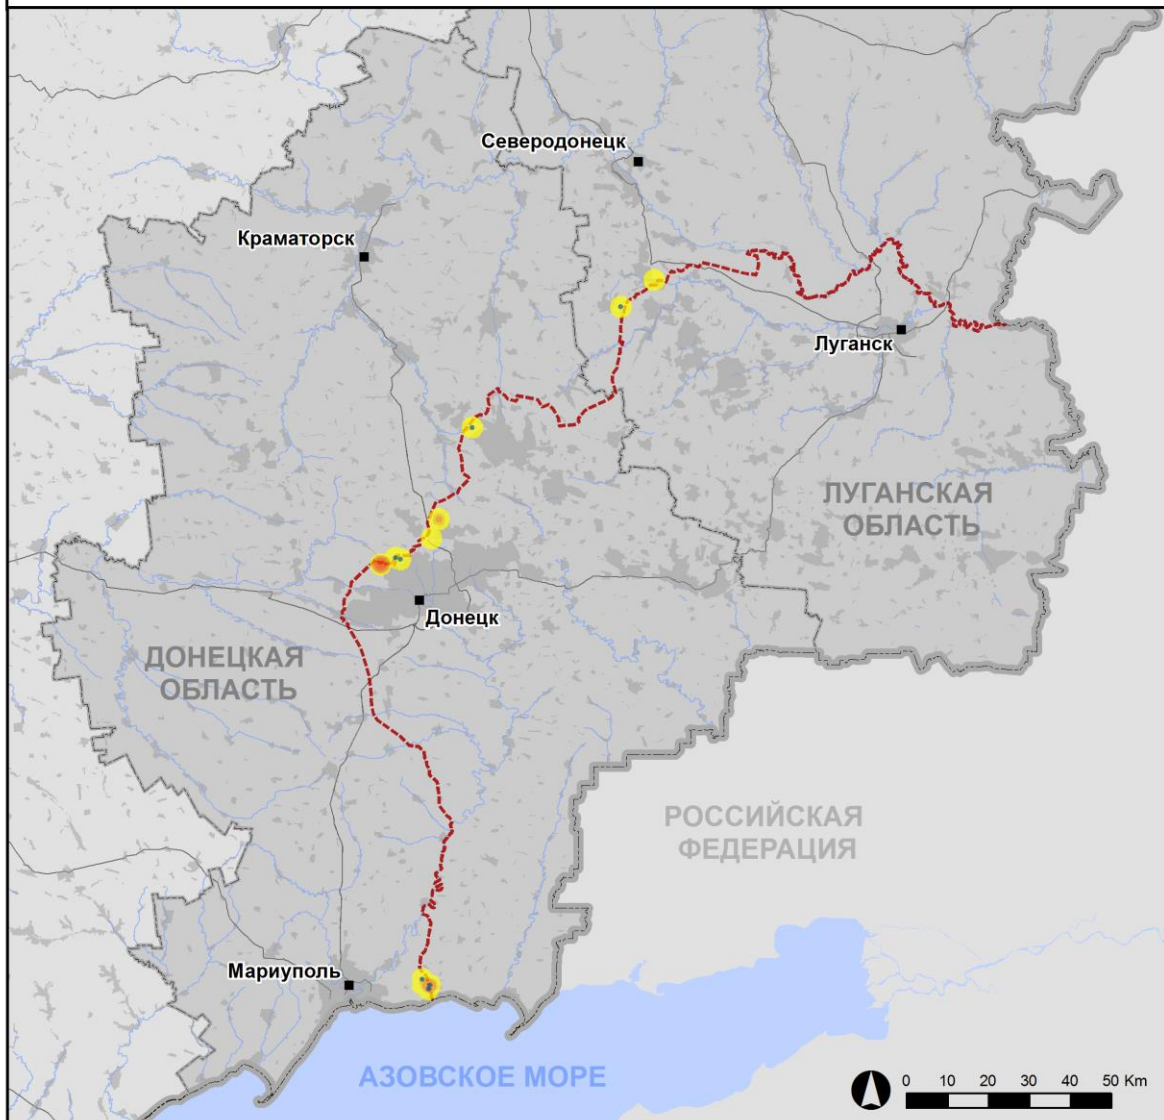 Северодонецк
Краматорск
Луганск
ЛУГАНСКАЯ
ОБЛАСТЬ
Донецк
ДОНЕЦКАЯ
ОБЛАСТЬ
РОССИЙСКАЯ
ФЕДЕРАЦИЯ
Мариуполь
АЗОВСКОЕ МОРЕ
0 10 20 30 40 50 Km